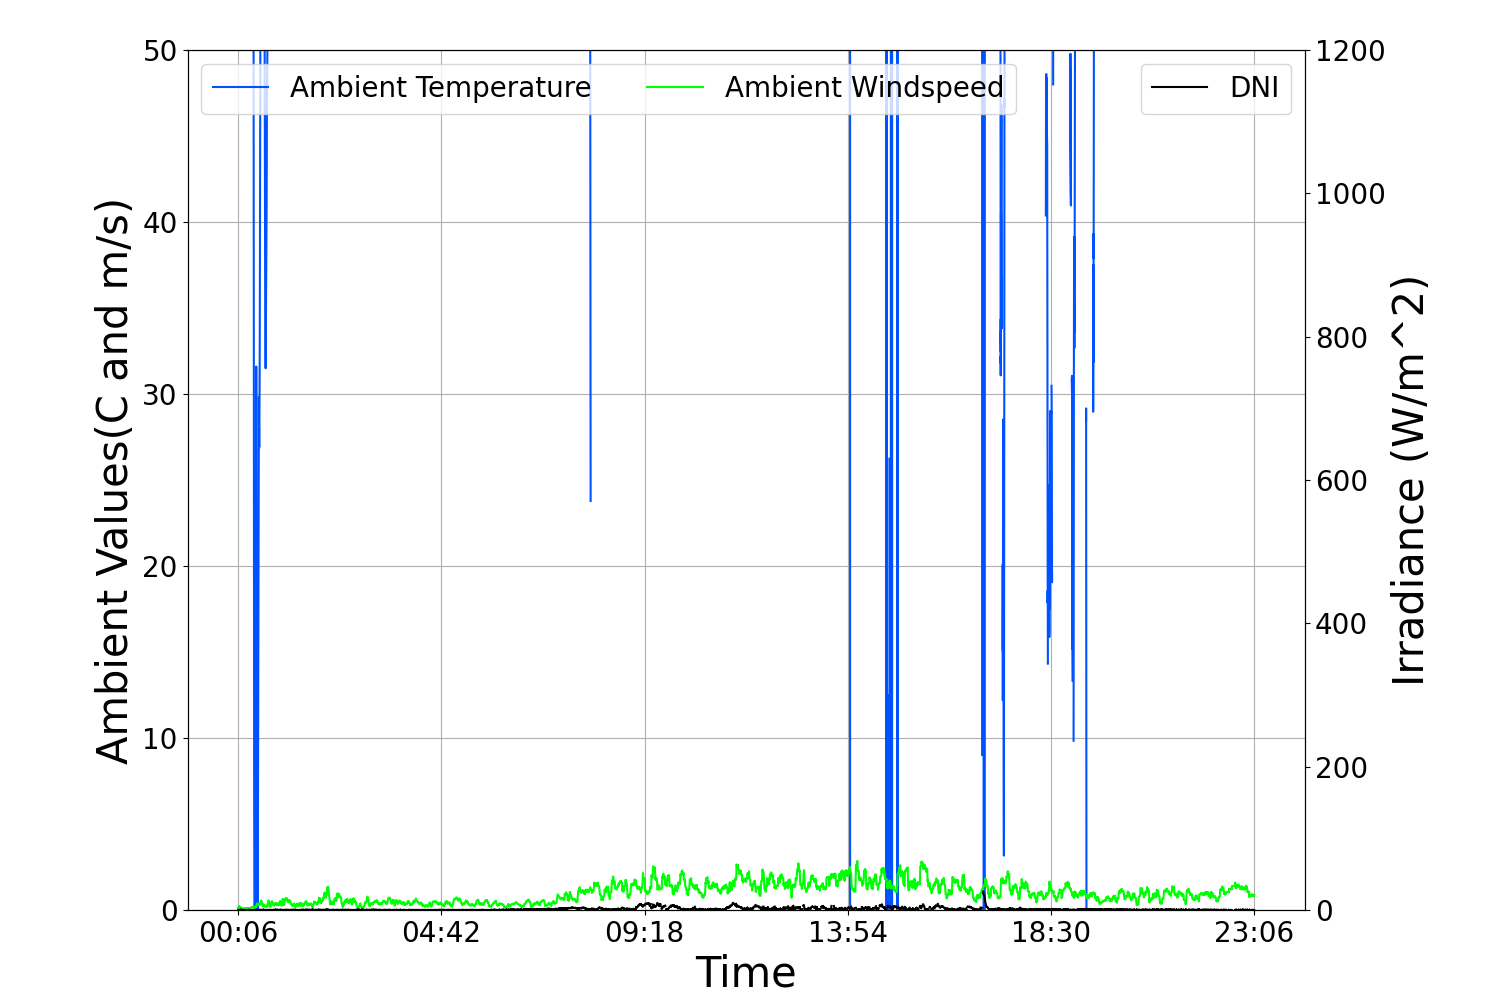 Ambient Temperature Ambient Windspeed DNI
50
40
30
20
10
0
Ambient Values(C and m/s)
1200
1000
800
600
400
200
0
Irradiance (W/m^2)
00:06 04:42 09:18 13:54 18:30 23:06
Time